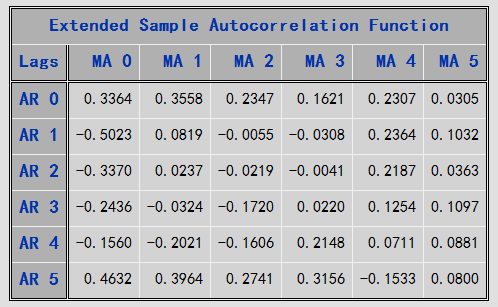 Extended Sample Autocorrelation Function
Lags MA 0 MA 1 MA 2 MA 3 MA 4 MA 5
AR 0 0.3364 0.3558 0.2347 0.1621 0.2307 0.0305
AR 1 -0.5023 0.0819 -0.0055 -0.0308 0.2364 0.1032
AR 2 -0.3370 0.0237 -0.0219 -0.0041 0.2187 0.0363
AR 3 -0.2436 -0.0324 -0.1720 0.0220 0.1254 0.1097
AR 4 -0.1560 -0.2021 -0.1606 0.2148 0.0711 0.0881
AR 5 0.4632 0.3964 0.2741 0.3156 -0.1533 0.0800